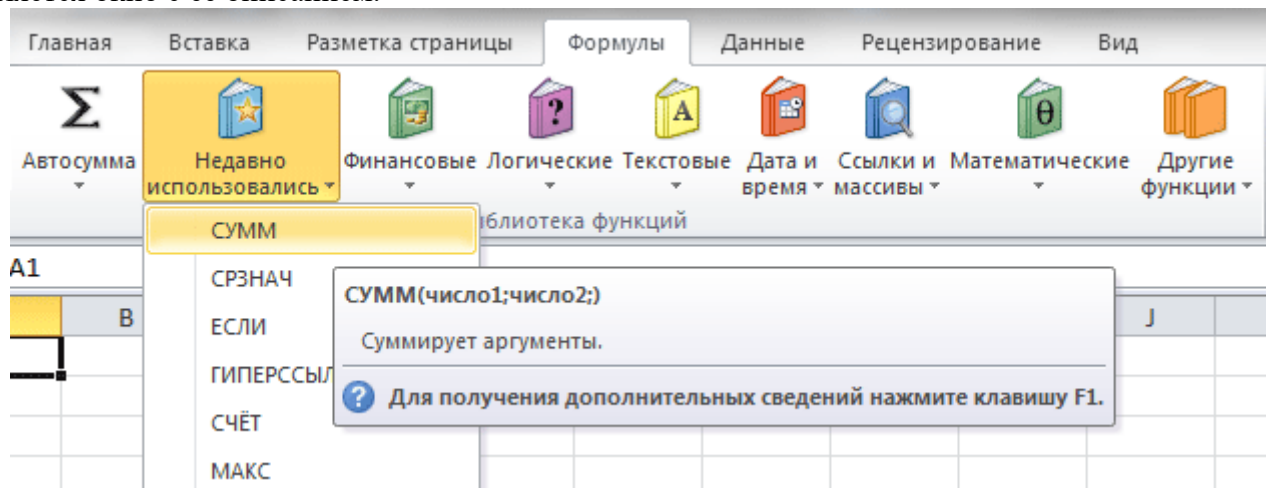 Главная Вставка Разметка страницы Формулы Данные Рецензирование Вид
Автосумма Недавно использовались Финансовые Логические Текстовые Дата и время Ссылки и массивы Математические Другие функции
СУММ
A1
СРЗНАЧ
СУММ(число1;число2;)
B J
ЕСЛИ
Суммирует аргументы.
ГИПЕРССЫЛ
Для получения дополнительных сведений нажмите клавишу F1.
СЧЁТ
МАКС